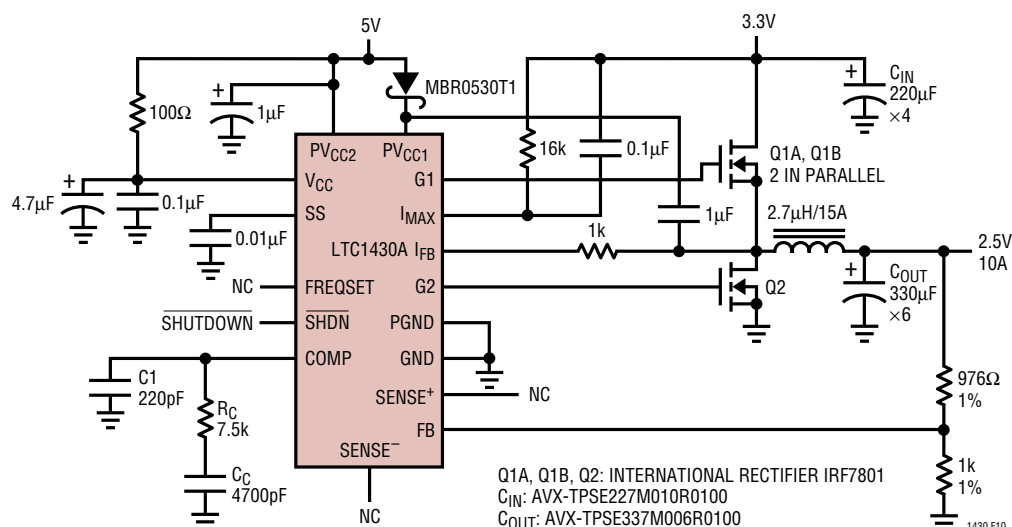 5V
3.3V
MBR0530T1
+
1µF
100Ω
+
C_IN
220µF
×4
16k
0.1µF
Q1A, Q1B
2 IN PARALLEL
PV_CC2
PV_CC1
V_CC
G1
+
4.7µF
0.1µF
SS
I_MAX
1µF
2.7µH/15A
0.01µF
LTC1430A
I_FB
1k
2.5V
10A
NC
FREQSET
G2
Q2
+
C_OUT
330µF
×6
SHUTDOWN
SHDN
PGND
COMP
GND
C1
220pF
R_C
7.5k
SENSE+
NC
976Ω
1%
FB
SENSE−
C_C
4700pF
1k
1%
NC
Q1A, Q1B, Q2: INTERNATIONAL RECTIFIER IRF7801
C_IN: AVX-TPSE227M010R0100
C_OUT: AVX-TPSE337M006R0100
1430 F10